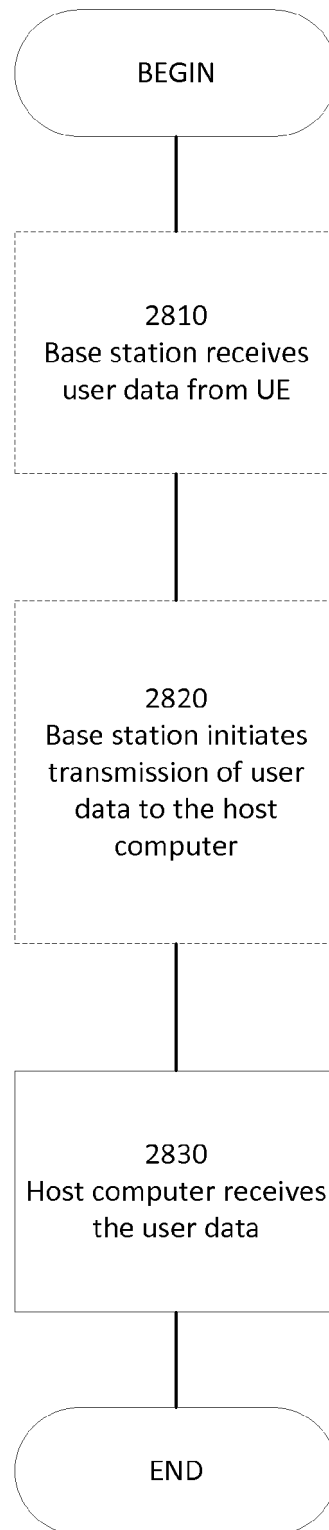 BEGIN
2810
Base station receives
user data from UE
2820
Base station initiates
transmission of user
data to the host
computer
2830
Host computer receives
the user data
END